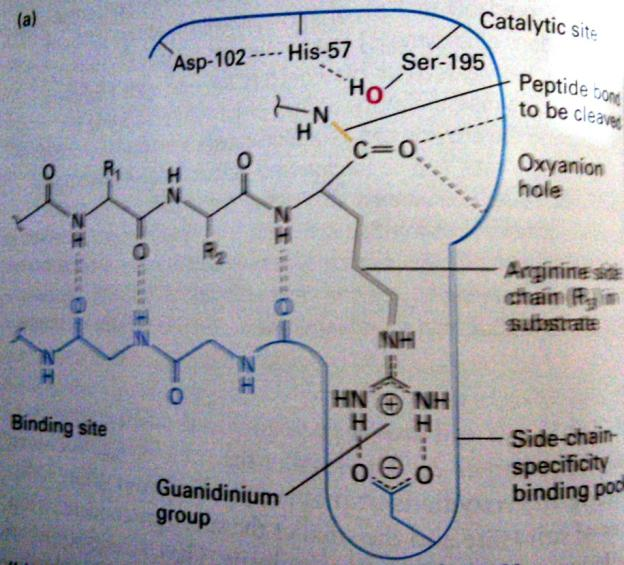 (a)
Catalytic site
Asp-102
His-57
Ser-195
HO
Peptide bond
to be cleaved
N
H
C=O
Oxyanion
hole
O
R1
H
N
O
N
H
O
R2
N
H
Arginine side
chain (R3) in
substrate
O
H
N
O
N
H
O
N
H
NH
Binding site
HN
H
+
NH
H
Side-chain-
specificity
binding pock
O
−
O
Guanidinium
group